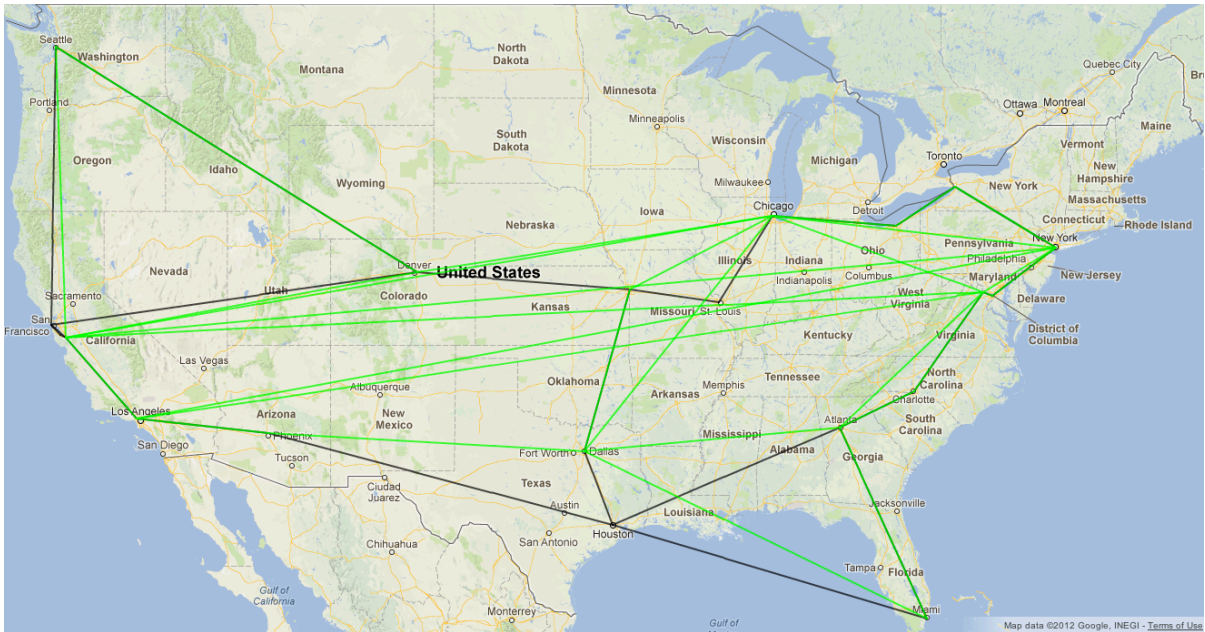 Seattle
Washington
Montana
North
Dakota
Minnesota
Quebec City
Portland
Ottawa
Montreal
Minneapolis
Maine
Oregon
South
Dakota
Wisconsin
Michigan
Toronto
Vermont
Idaho
Wyoming
New
Hampshire
Milwaukee
New York
Massachusetts
Iowa
Chicago
Detroit
Connecticut
Rhode Island
Nebraska
New York
Pennsylvania
Ohio
Illinois
Indiana
Philadelphia
Nevada
Denver
United States
Indianapolis
Columbus
Maryland
New Jersey
Utah
Sacramento
Colorado
Kansas
Missouri
St. Louis
West
Virginia
Delaware
San
Francisco
California
Kentucky
Virginia
District of
Columbia
Las Vegas
Oklahoma
Tennessee
North
Carolina
Albuquerque
Memphis
Arkansas
Charlotte
Los Angeles
Arizona
New
Mexico
Atlanta
South
Carolina
Phoenix
Mississippi
San Diego
Fort Worth
Dallas
Alabama
Georgia
Tucson
Ciudad
Juarez
Texas
Austin
Louisiana
Jacksonville
Houston
San Antonio
Chihuahua
Tampa
Florida
Gulf of
California
Monterrey
Miami
Gulf of
Map data ©2012 Google, INEGI - Terms of Use